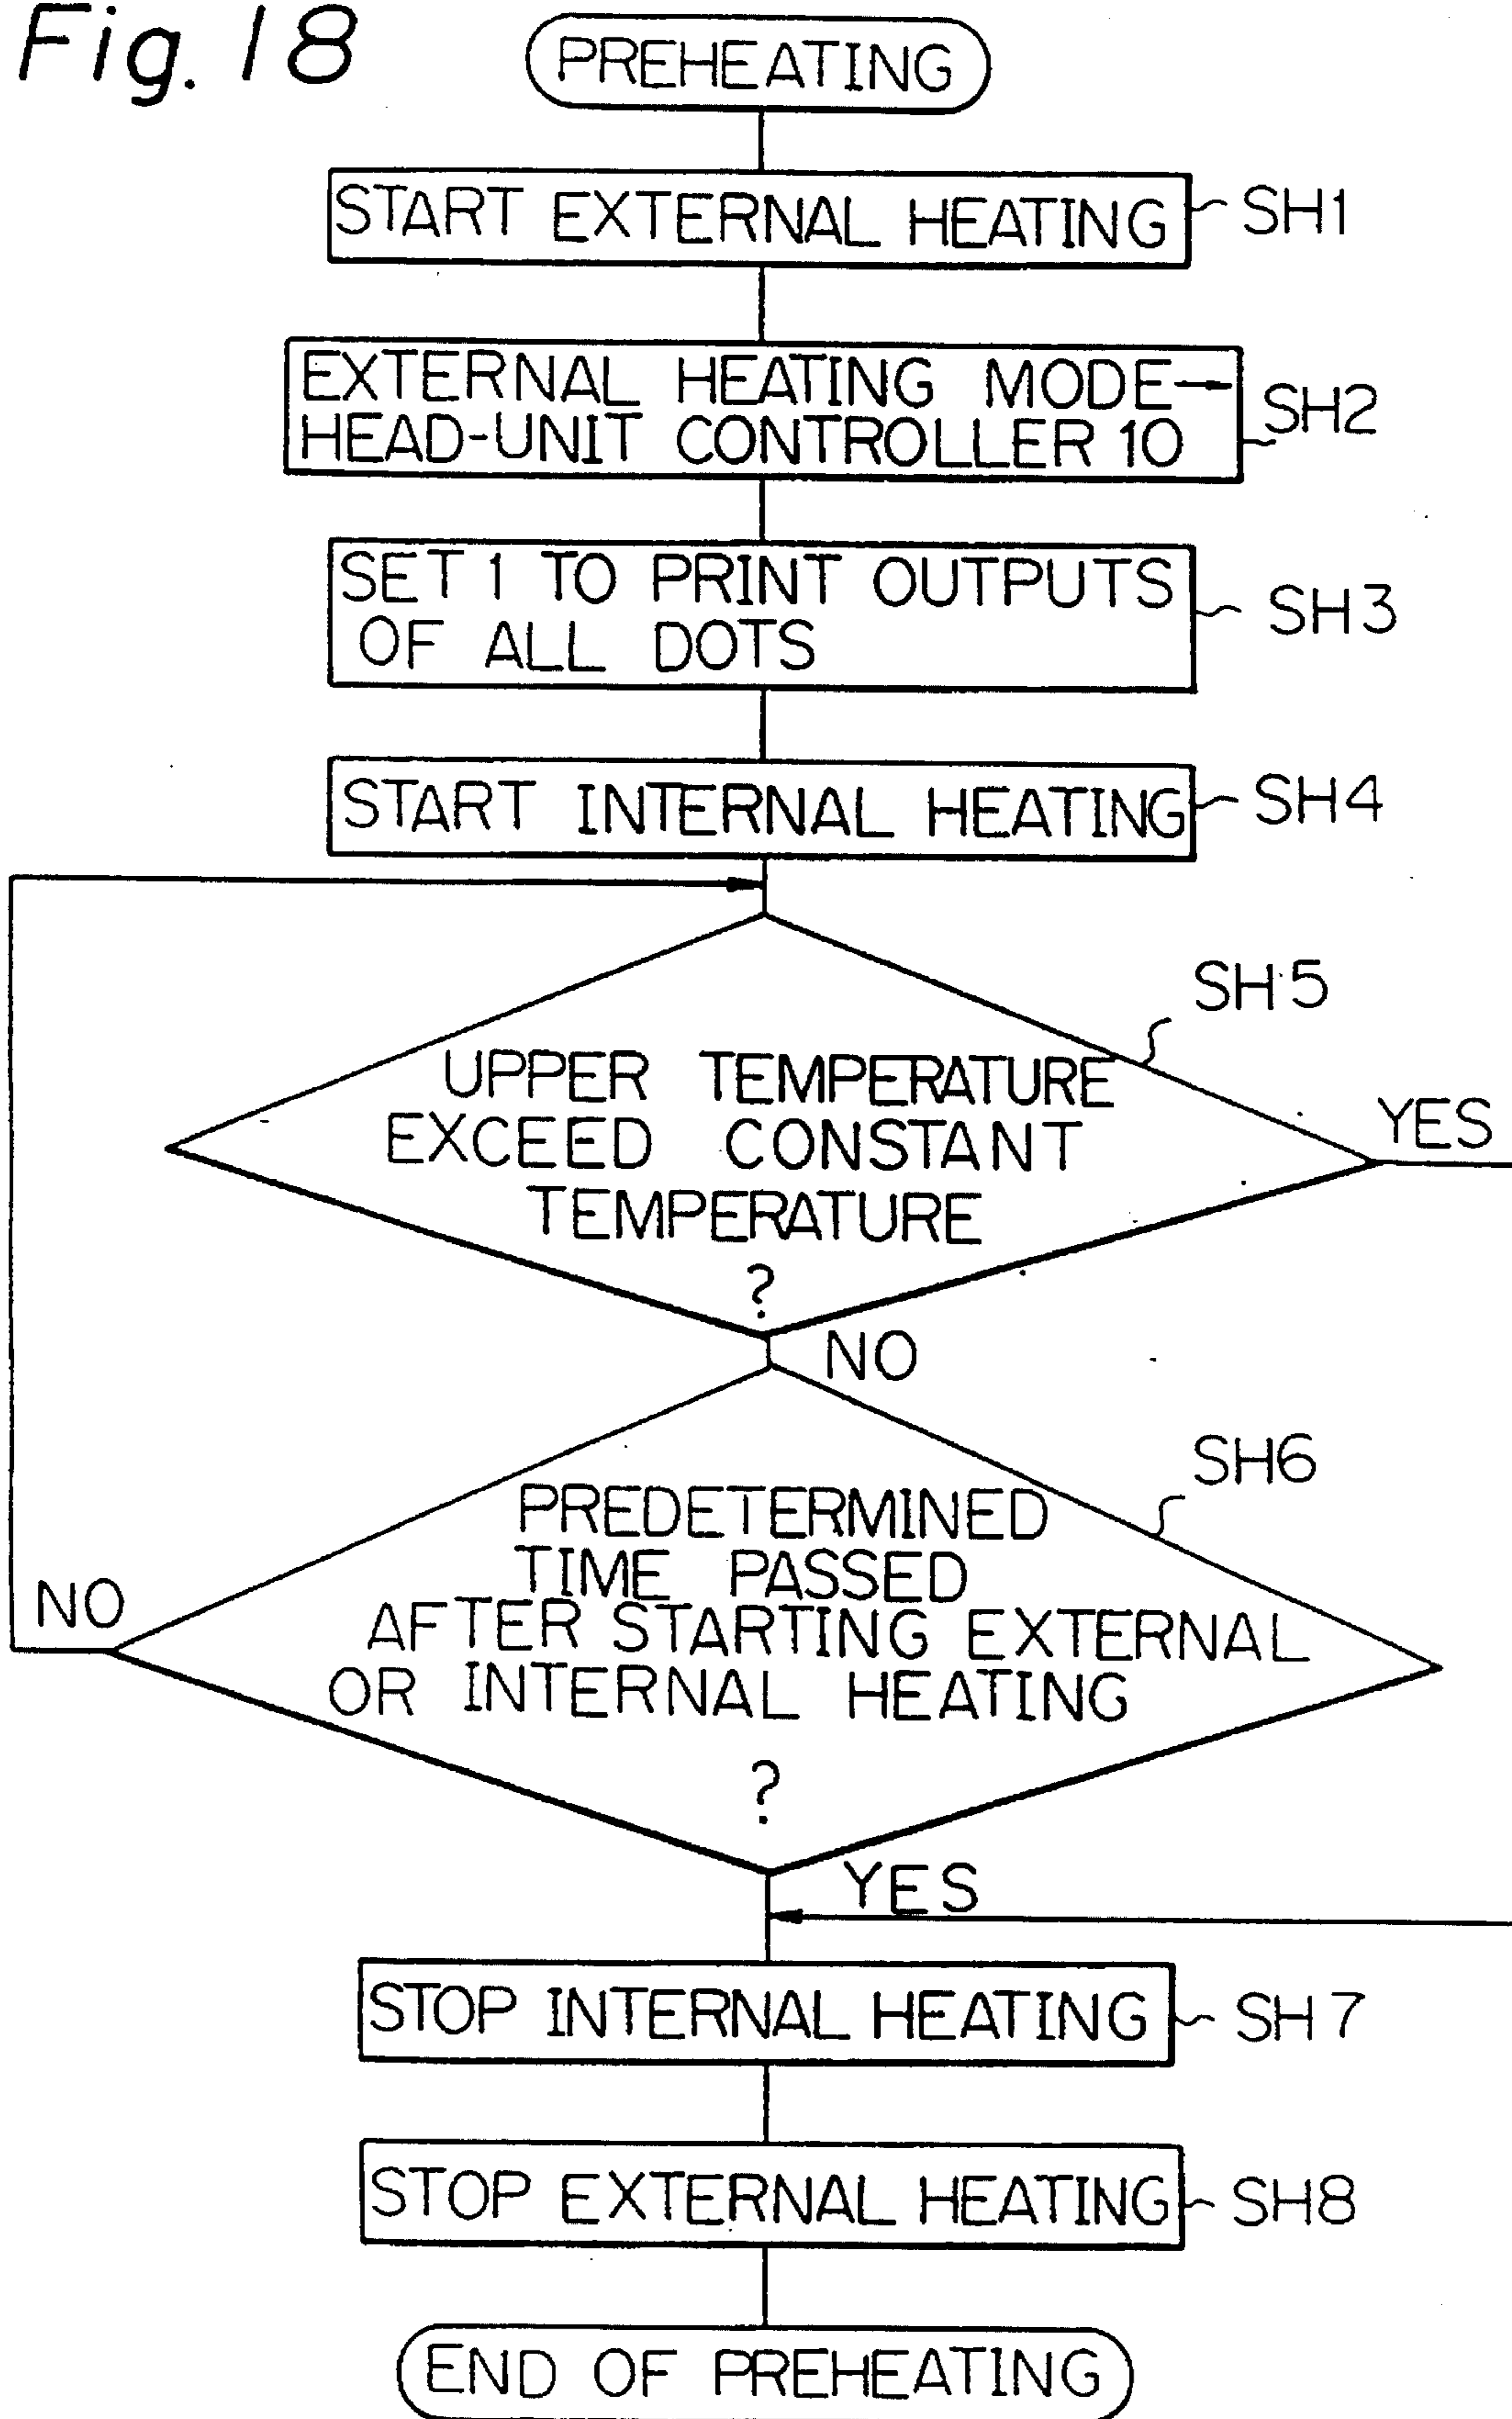 Fig. 18
PREHEATING
START EXTERNAL HEATING
SH1
EXTERNAL HEATING MODE→
HEAD-UNIT CONTROLLER 10
SH2
SET 1 TO PRINT OUTPUTS
OF ALL DOTS
SH3
START INTERNAL HEATING
SH4
SH5
UPPER TEMPERATURE
EXCEED CONSTANT
TEMPERATURE
?
YES
NO
SH6
PREDETERMINED
TIME PASSED
AFTER STARTING EXTERNAL
OR INTERNAL HEATING
?
NO
YES
STOP INTERNAL HEATING
SH7
STOP EXTERNAL HEATING
SH8
END OF PREHEATING